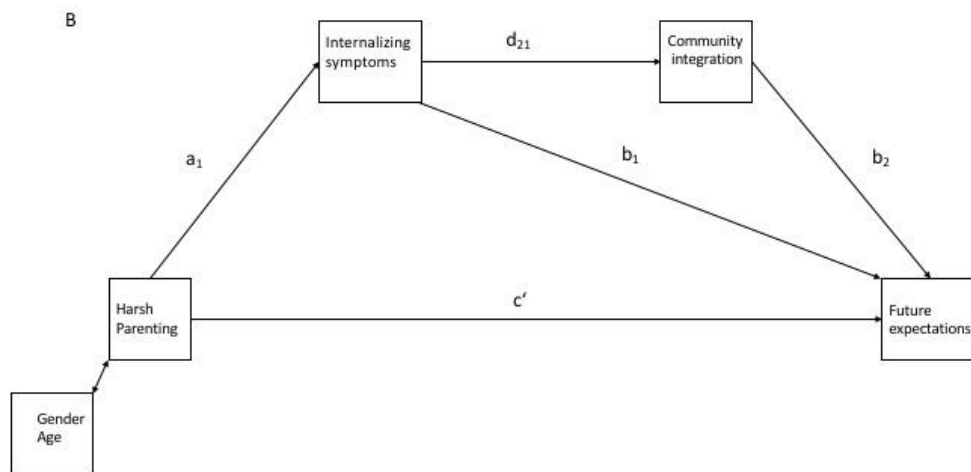 B
Internalizing
symptoms
d₂₁
Community
integration
a₁
b₁
b₂
Harsh
Parenting
c‘
Future
expectations
Gender
Age